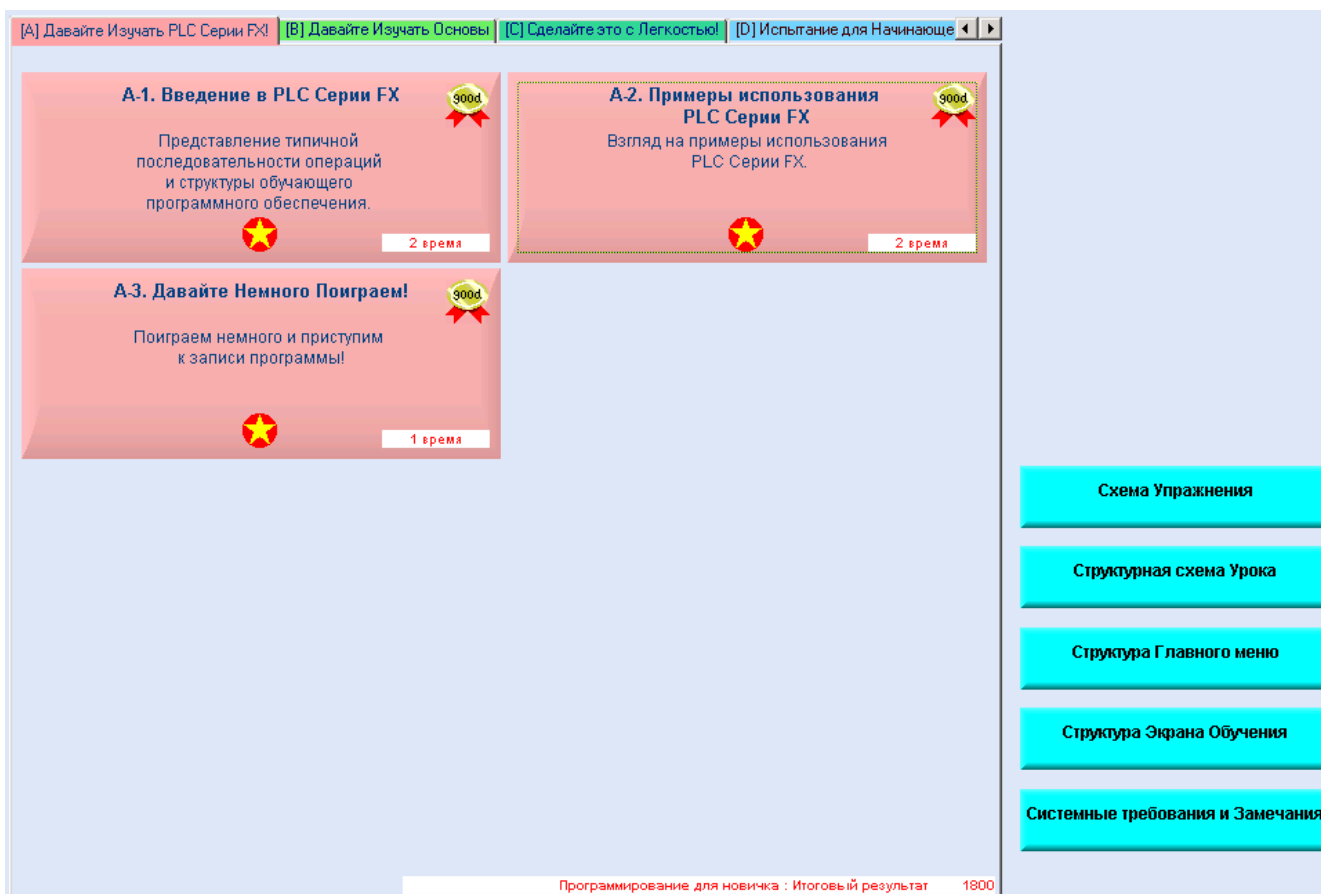 [A] Давайте Изучать PLC Серии FX!
[B] Давайте Изучать Основы
[C] Сделайте это с Легкостью!
[D] Испытание для Начинающе
А-1. Введение в PLC Серии FX
good
Представление типичной
последовательности операций
и структуры обучающего
программного обеспечения.
2 время
А-2. Примеры использования
PLC Серии FX
good
Взгляд на примеры использования
PLC Серии FX.
2 время
А-3. Давайте Немного Поиграем!
good
Поиграем немного и приступим
к записи программы!
1 время
Схема Упражнения
Структурная схема Урока
Структура Главного меню
Структура Экрана Обучения
Системные требования и Замечания
Программирование для новичка : Итоговый результат 1800